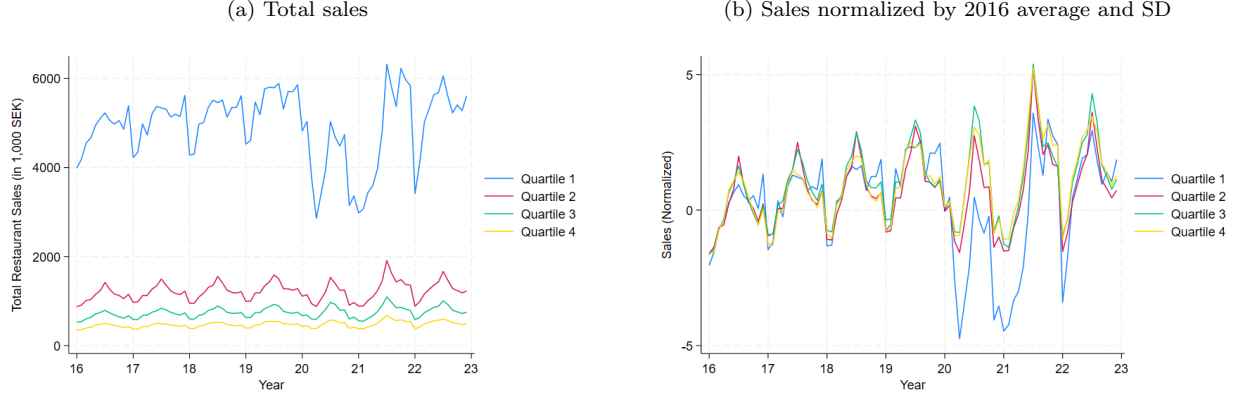 (a) Total sales
Total Restaurant Sales (in 1,000 SEK)
6000
4000
2000
0
16 17 18 19 20 21 22 23
Year
Quartile 1
Quartile 2
Quartile 3
Quartile 4
(b) Sales normalized by 2016 average and SD
Sales (Normalized)
5
0
-5
16 17 18 19 20 21 22 23
Year
Quartile 1
Quartile 2
Quartile 3
Quartile 4